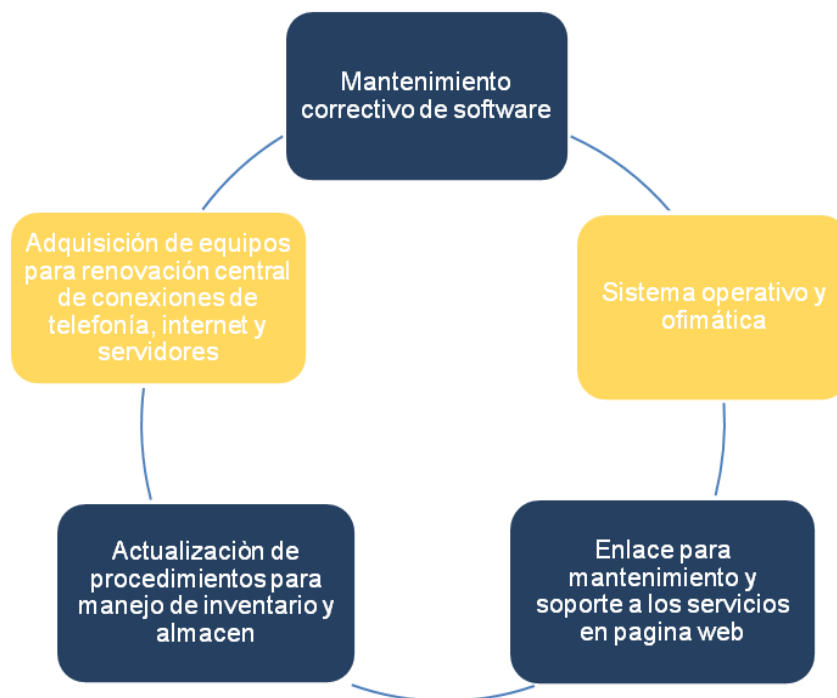 Mantenimiento
correctivo de software
Adquisición de equipos
para renovación central
de conexiones de
telefonía, internet y
servidores
Sistema operativo y
ofimática
Actualizaciòn de
procedimientos para
manejo de inventario y
almacen
Enlace para
mantenimiento y
soporte a los servicios
en pagina web